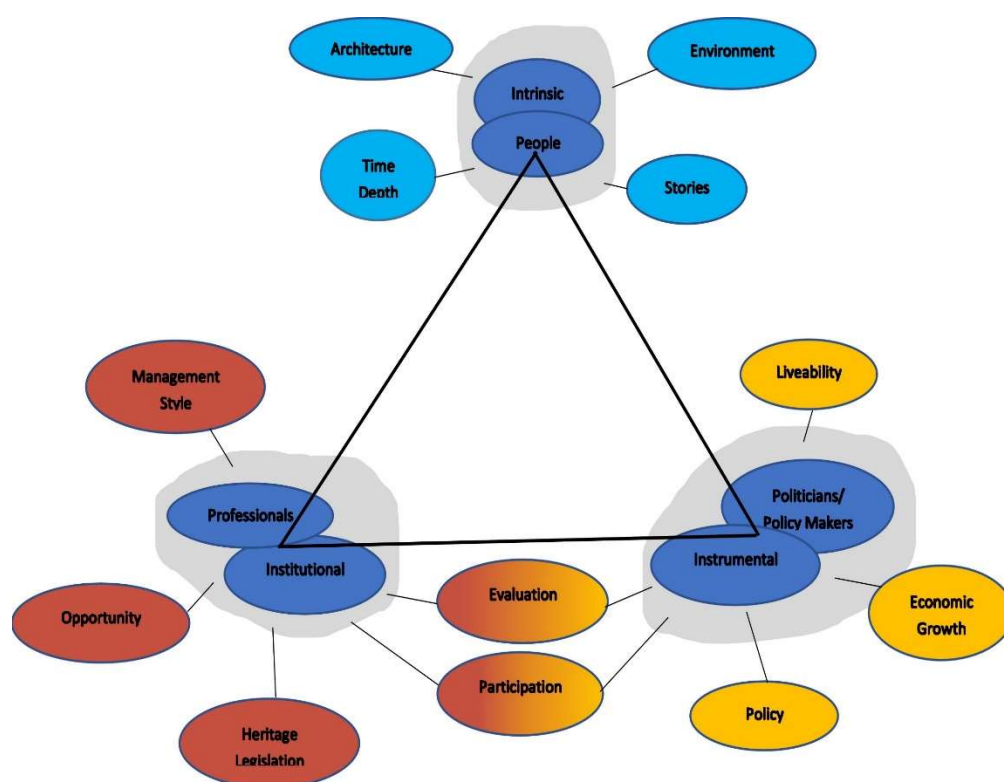 Architecture
Environment
Intrinsic
People
Time
Depth
Stories
Management
Style
Liveability
Professionals
Politicians/
Policy Makers
Institutional
Instrumental
Evaluation
Opportunity
Economic
Growth
Participation
Policy
Heritage
Legislation